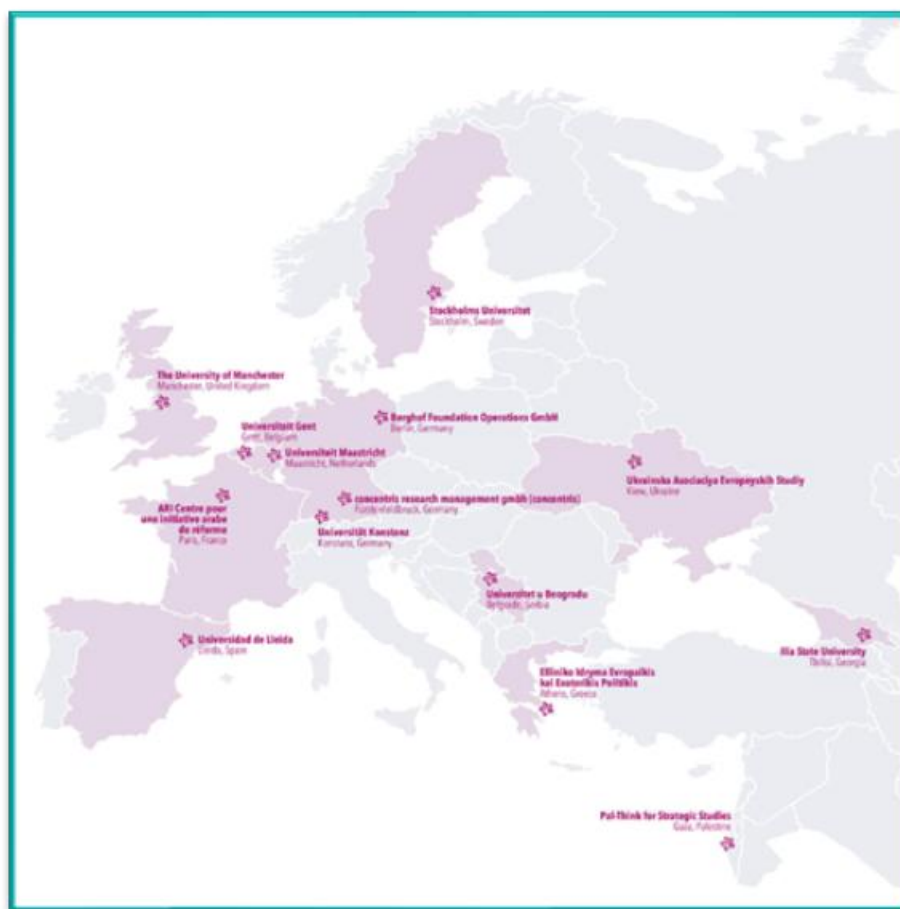 Stockholms Universitet
Stockholm, Sweden
The University of Manchester
Manchester, United Kingdom
Berghof Foundation Operations GmbH
Berlin, Germany
Universiteit Gent
Gent, Belgium
Universiteit Maastricht
Maastricht, Netherlands
Ukrainska Asociaciya Evropeyskih Studiy
Kiew, Ukraine
concentris research management gmbh (concentris)
Fürstenfeldbruck, Germany
ARI Centre pour
une initiative arabe
de réforme
Paris, France
Universität Konstanz
Konstanz, Germany
Univerzitet u Beogradu
Belgrade, Serbia
Universidad de Lleida
Lleida, Spain
Ilia State University
Tbilisi, Georgia
Elliniko Idryma Evropaikis
kai Exoterikis Politikis
Athens, Greece
Pal-Think for Strategic Studies
Gaza, Palestine